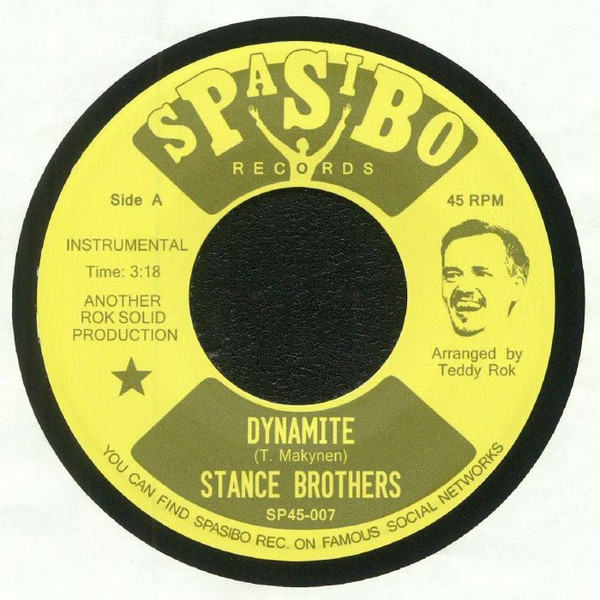 SPASIBO
RECORDS
Side A
45 RPM
INSTRUMENTAL
Time: 3:18
ANOTHER
ROK SOLID
PRODUCTION
Arranged by
Teddy Rok
DYNAMITE
(T. Makynen)
STANCE BROTHERS
SP45-007
YOU CAN FIND SPASIBO REC. ON FAMOUS SOCIAL NETWORKS